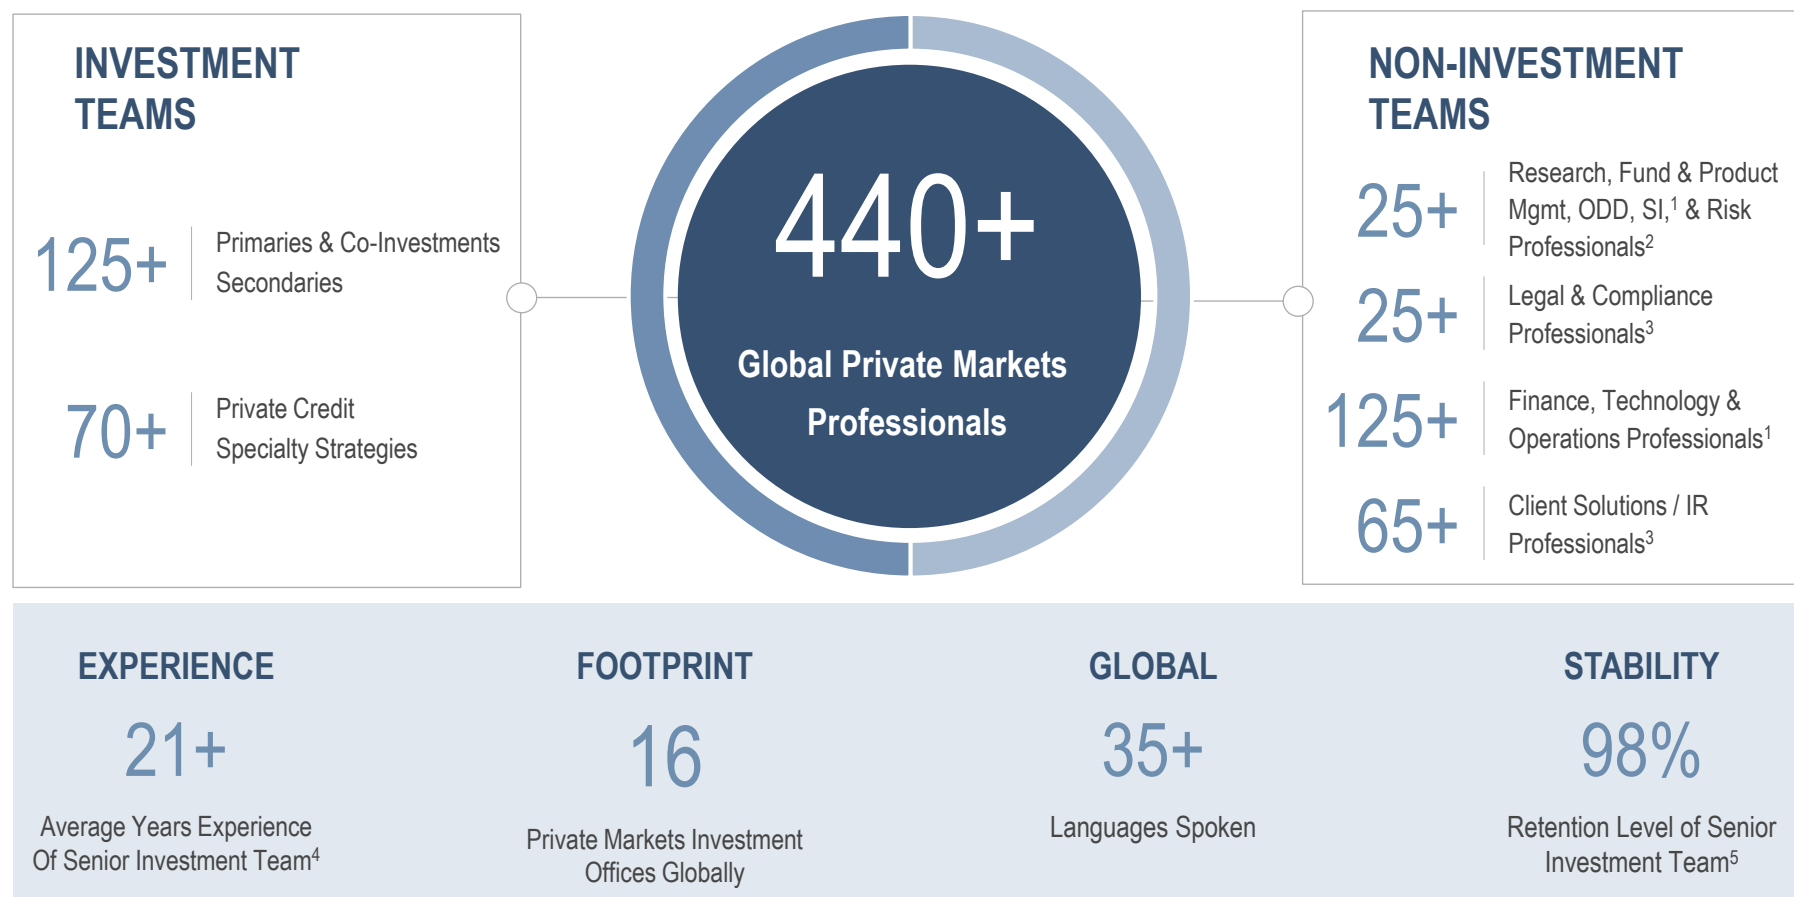 INVESTMENT
TEAMS
125+
Primaries & Co-Investments
Secondaries
70+
Private Credit
Specialty Strategies
440+
Global Private Markets
Professionals
NON-INVESTMENT
TEAMS
25+
Research, Fund & Product
Mgmt, ODD, SI,¹ & Risk
Professionals²
25+
Legal & Compliance
Professionals³
125+
Finance, Technology &
Operations Professionals¹
65+
Client Solutions / IR
Professionals³
EXPERIENCE
21+
Average Years Experience
Of Senior Investment Team⁴
FOOTPRINT
16
Private Markets Investment
Offices Globally
GLOBAL
35+
Languages Spoken
STABILITY
98%
Retention Level of Senior
Investment Team⁵